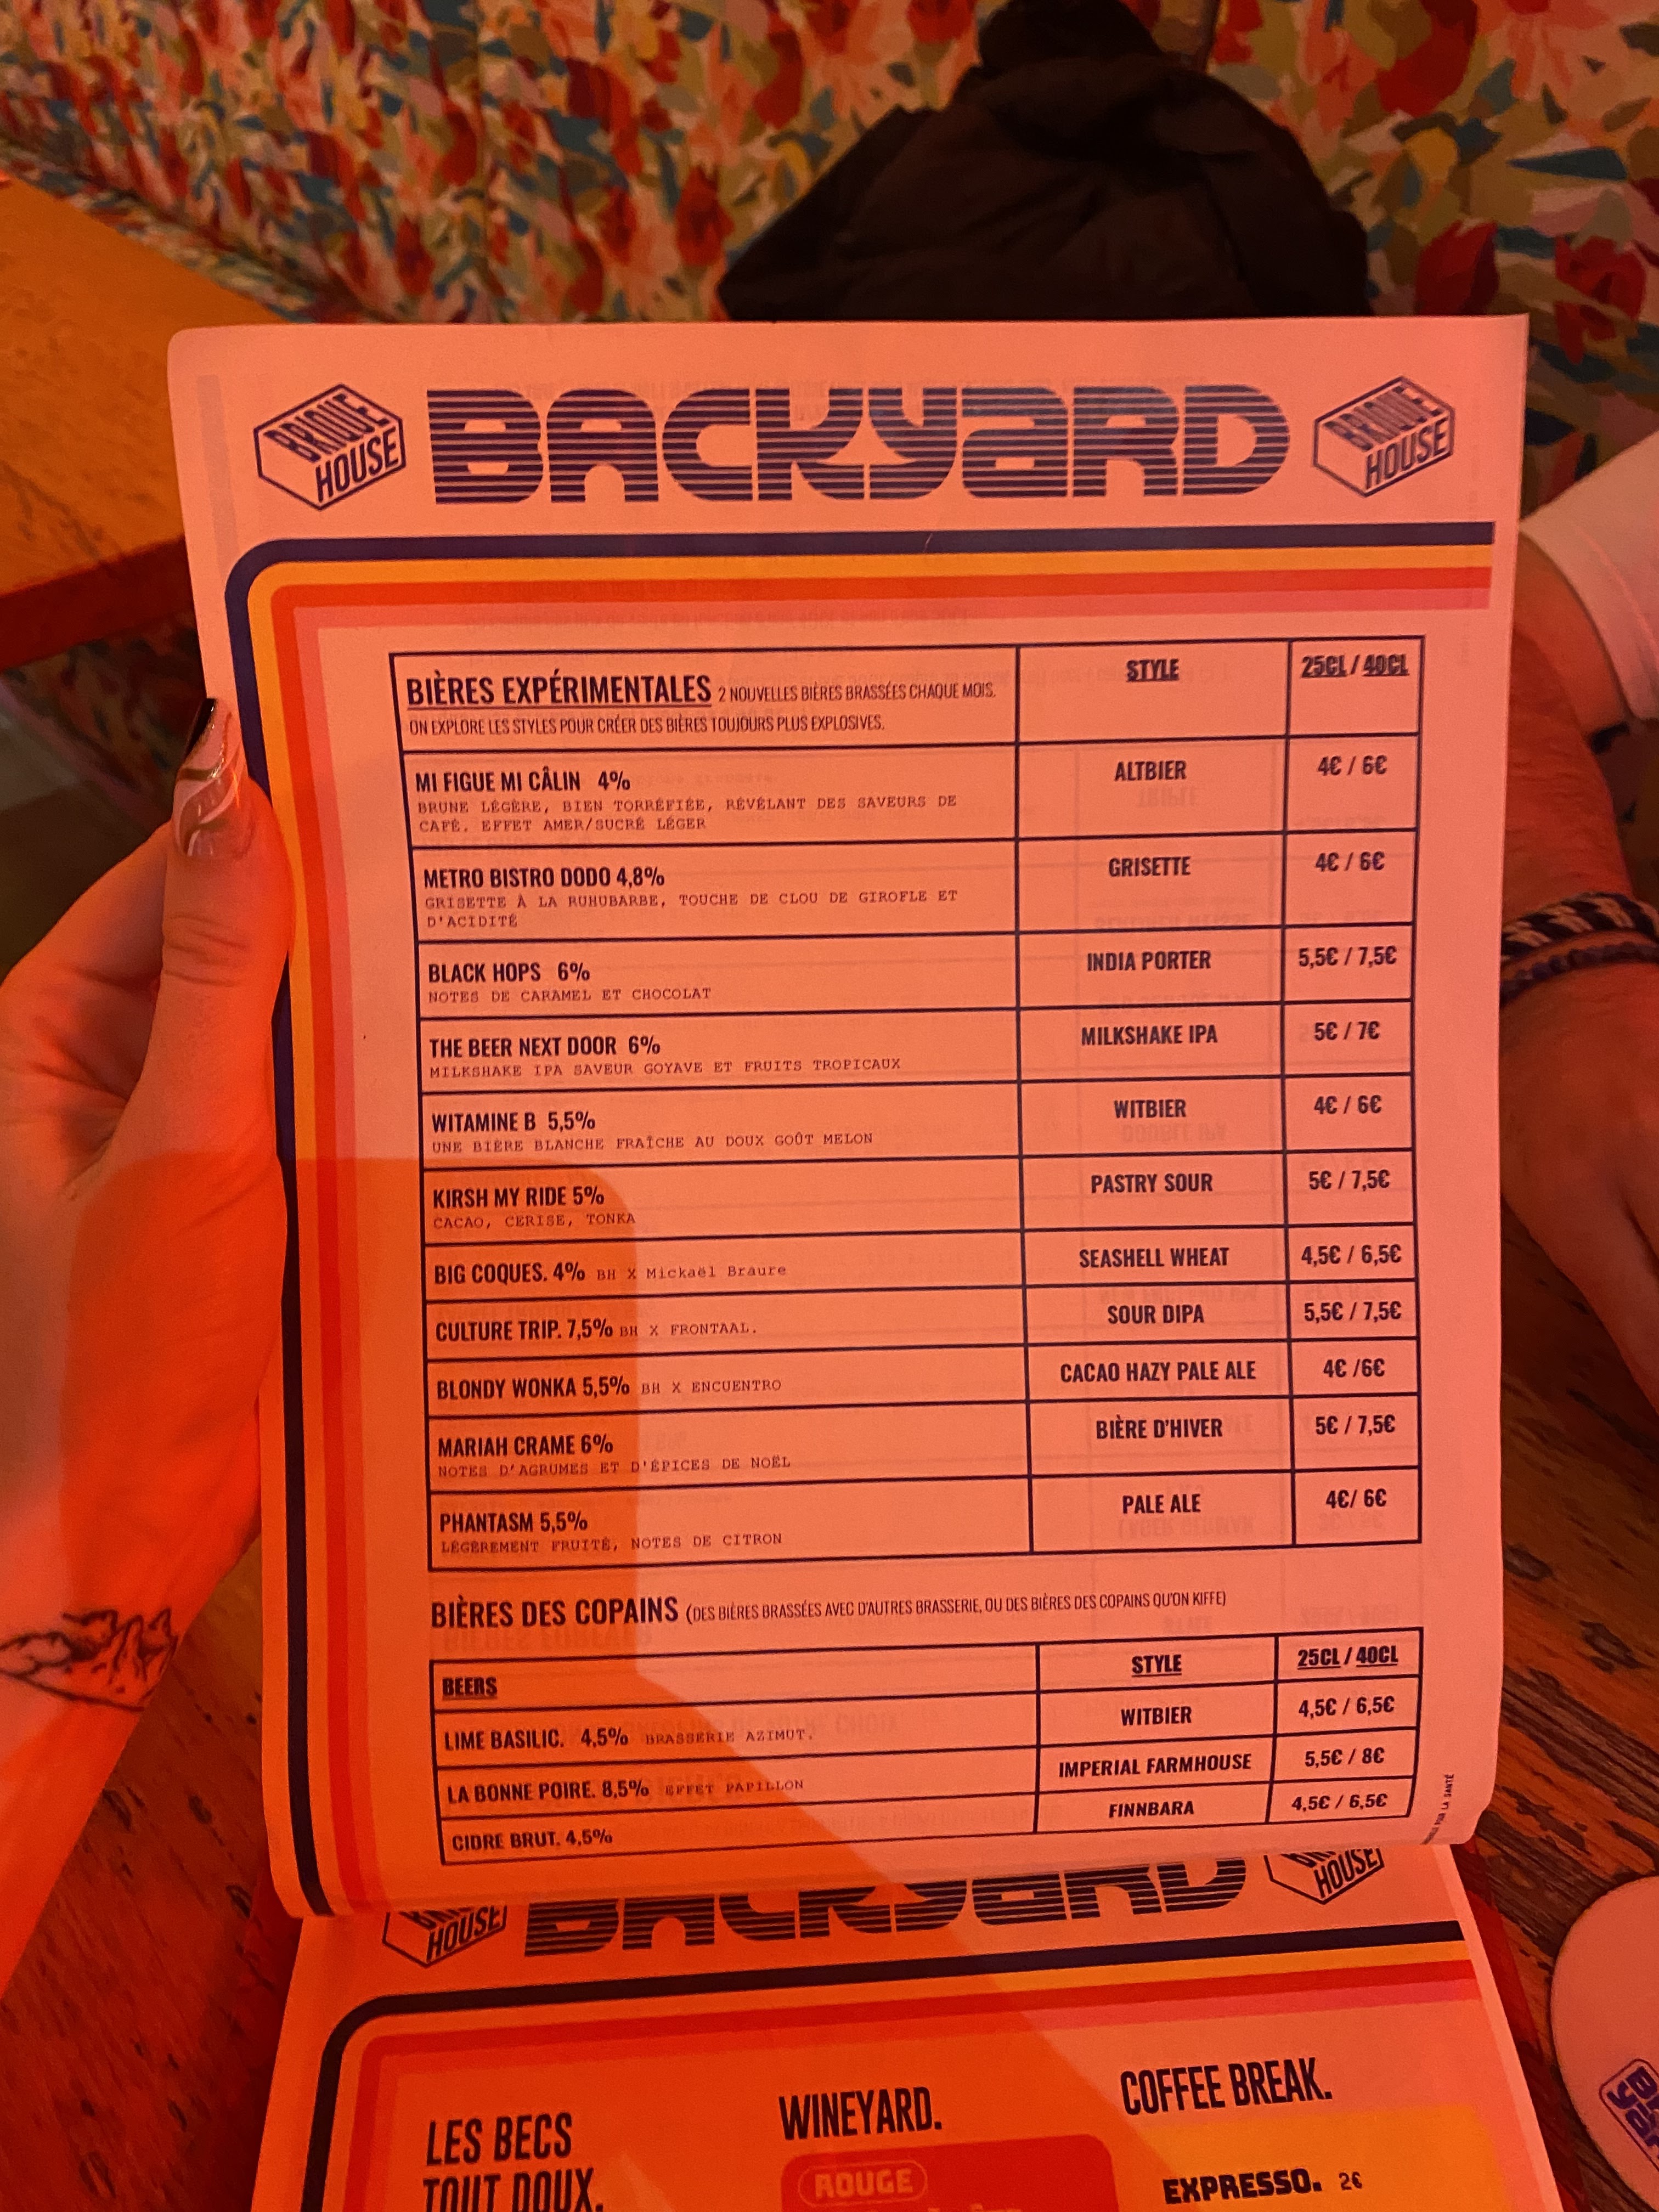 BRIQUE HOUSE
BACKYARD
BRIQUE HOUSE
BIÈRES EXPÉRIMENTALES 2 NOUVELLES BIÈRES BRASSÉES CHAQUE MOIS.
ON EXPLORE LES STYLES POUR CRÉER DES BIÈRES TOUJOURS PLUS EXPLOSIVES.
STYLE
25CL / 40CL
MI FIGUE MI CÂLIN 4%
BRUNE LÉGÈRE, BIEN TORRÉFIÉE, RÉVÉLANT DES SAVEURS DE
CAFÉ. EFFET AMER/SUCRÉ LÉGER
ALTBIER
4€ / 6€
METRO BISTRO DODO 4,8%
GRISETTE À LA RUHUBARBE, TOUCHE DE CLOU DE GIROFLE ET
D'ACIDITÉ
GRISETTE
4€ / 6€
BLACK HOPS 6%
NOTES DE CARAMEL ET CHOCOLAT
INDIA PORTER
5,5€ / 7,5€
THE BEER NEXT DOOR 6%
MILKSHAKE IPA SAVEUR GOYAVE ET FRUITS TROPICAUX
MILKSHAKE IPA
5€ / 7€
WITAMINE B 5,5%
UNE BIÈRE BLANCHE FRAÎCHE AU DOUX GOÛT MELON
WITBIER
4€ / 6€
KIRSH MY RIDE 5%
CACAO, CERISE, TONKA
PASTRY SOUR
5€ / 7,5€
BIG COQUES. 4% BH X Mickaël Braure
SEASHELL WHEAT
4,5€ / 6,5€
CULTURE TRIP. 7,5% BH X FRONTAAL.
SOUR DIPA
5,5€ / 7,5€
BLONDY WONKA 5,5% BH X ENCUENTRO
CACAO HAZY PALE ALE
4€ /6€
MARIAH CRAME 6%
NOTES D'AGRUMES ET D'ÉPICES DE NOËL
BIÈRE D'HIVER
5€ / 7,5€
PHANTASM 5,5%
LÉGÈREMENT FRUITÉ, NOTES DE CITRON
PALE ALE
4€/ 6€
BIÈRES DES COPAINS (DES BIÈRES BRASSÉES AVEC D'AUTRES BRASSERIE, OU DES BIÈRES DES COPAINS QU'ON KIFFE)
BEERS
STYLE
25CL / 40CL
LIME BASILIC. 4,5% BRASSERIE AZIMUT.
WITBIER
4,5€ / 6,5€
LA BONNE POIRE. 8,5% EFFET PAPILLON
IMPERIAL FARMHOUSE
5,5€ / 8€
CIDRE BRUT. 4,5%
FINNBARA
4,5€ / 6,5€
POUR LA SANTÉ
HOUSE
BACKYARD
HOUSE
LES BECS
TOUT DOUX.
WINEYARD.
ROUGE
COFFEE BREAK.
EXPRESSO. 2€